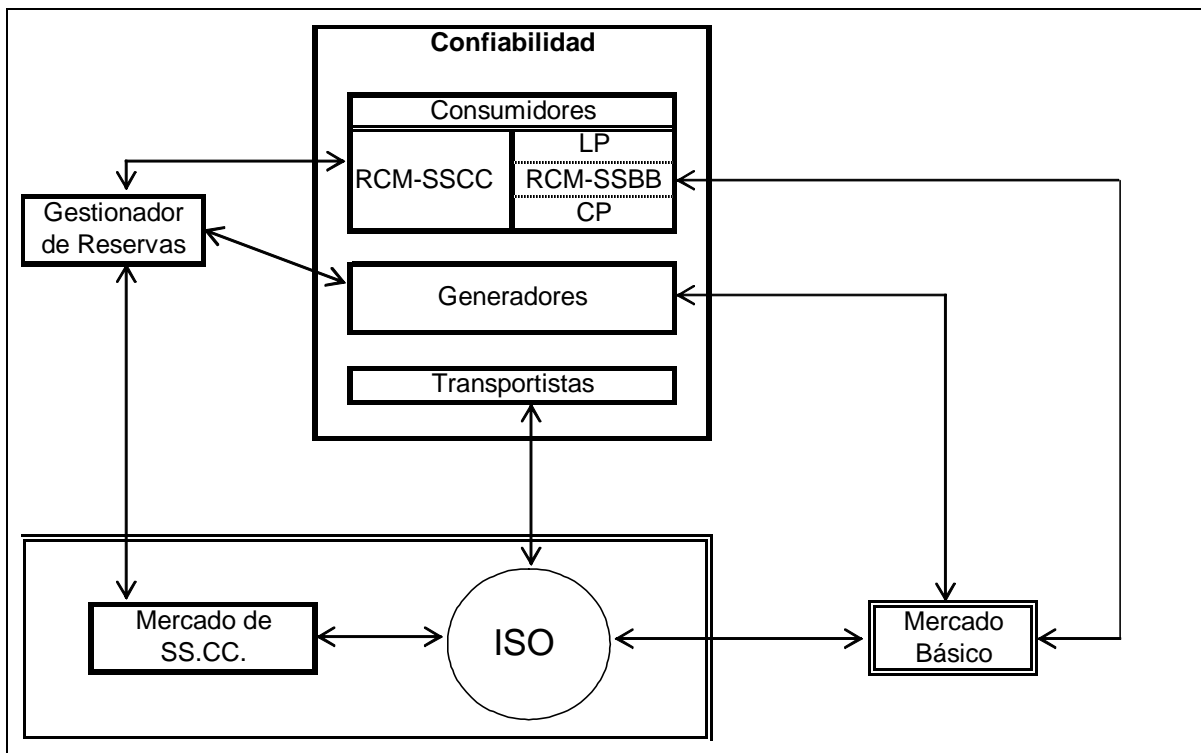 Confiabilidad
Consumidores
RCM-SSCC
LP
RCM-SSBB
CP
Gestionador
de Reservas
Generadores
Transportistas
Mercado de
SS.CC.
ISO
Mercado
Básico